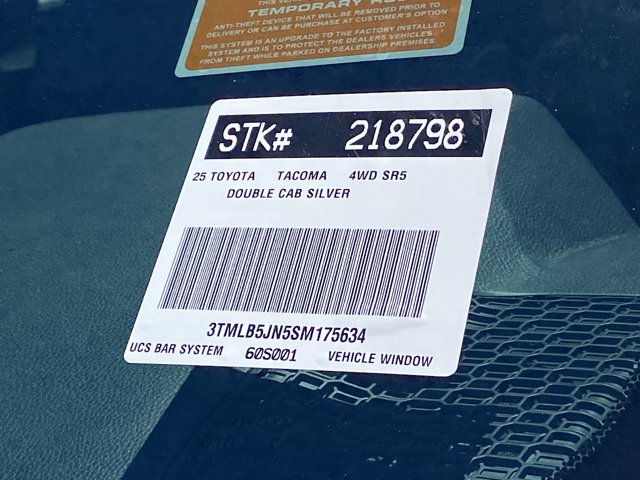 TEMPORARY
ANTI-THEFT DEVICE THAT WILL BE REMOVED PRIOR TO
DELIVERY OR CAN BE PURCHASE AT CUSTOMER'S OPTION
THIS SYSTEM IS AN UPGRADE TO THE FACTORY INSTALLED
SYSTEM AND IS TO PROTECT THE DEALERS VEHICLES
FROM THEFT WHILE PARKED ON DEALERSHIP PREMISES.
STK# 218798
25 TOYOTA TACOMA 4WD SR5
DOUBLE CAB SILVER
3TMLB5JN5SM175634
UCS BAR SYSTEM 60S001 VEHICLE WINDOW
TOYOTA